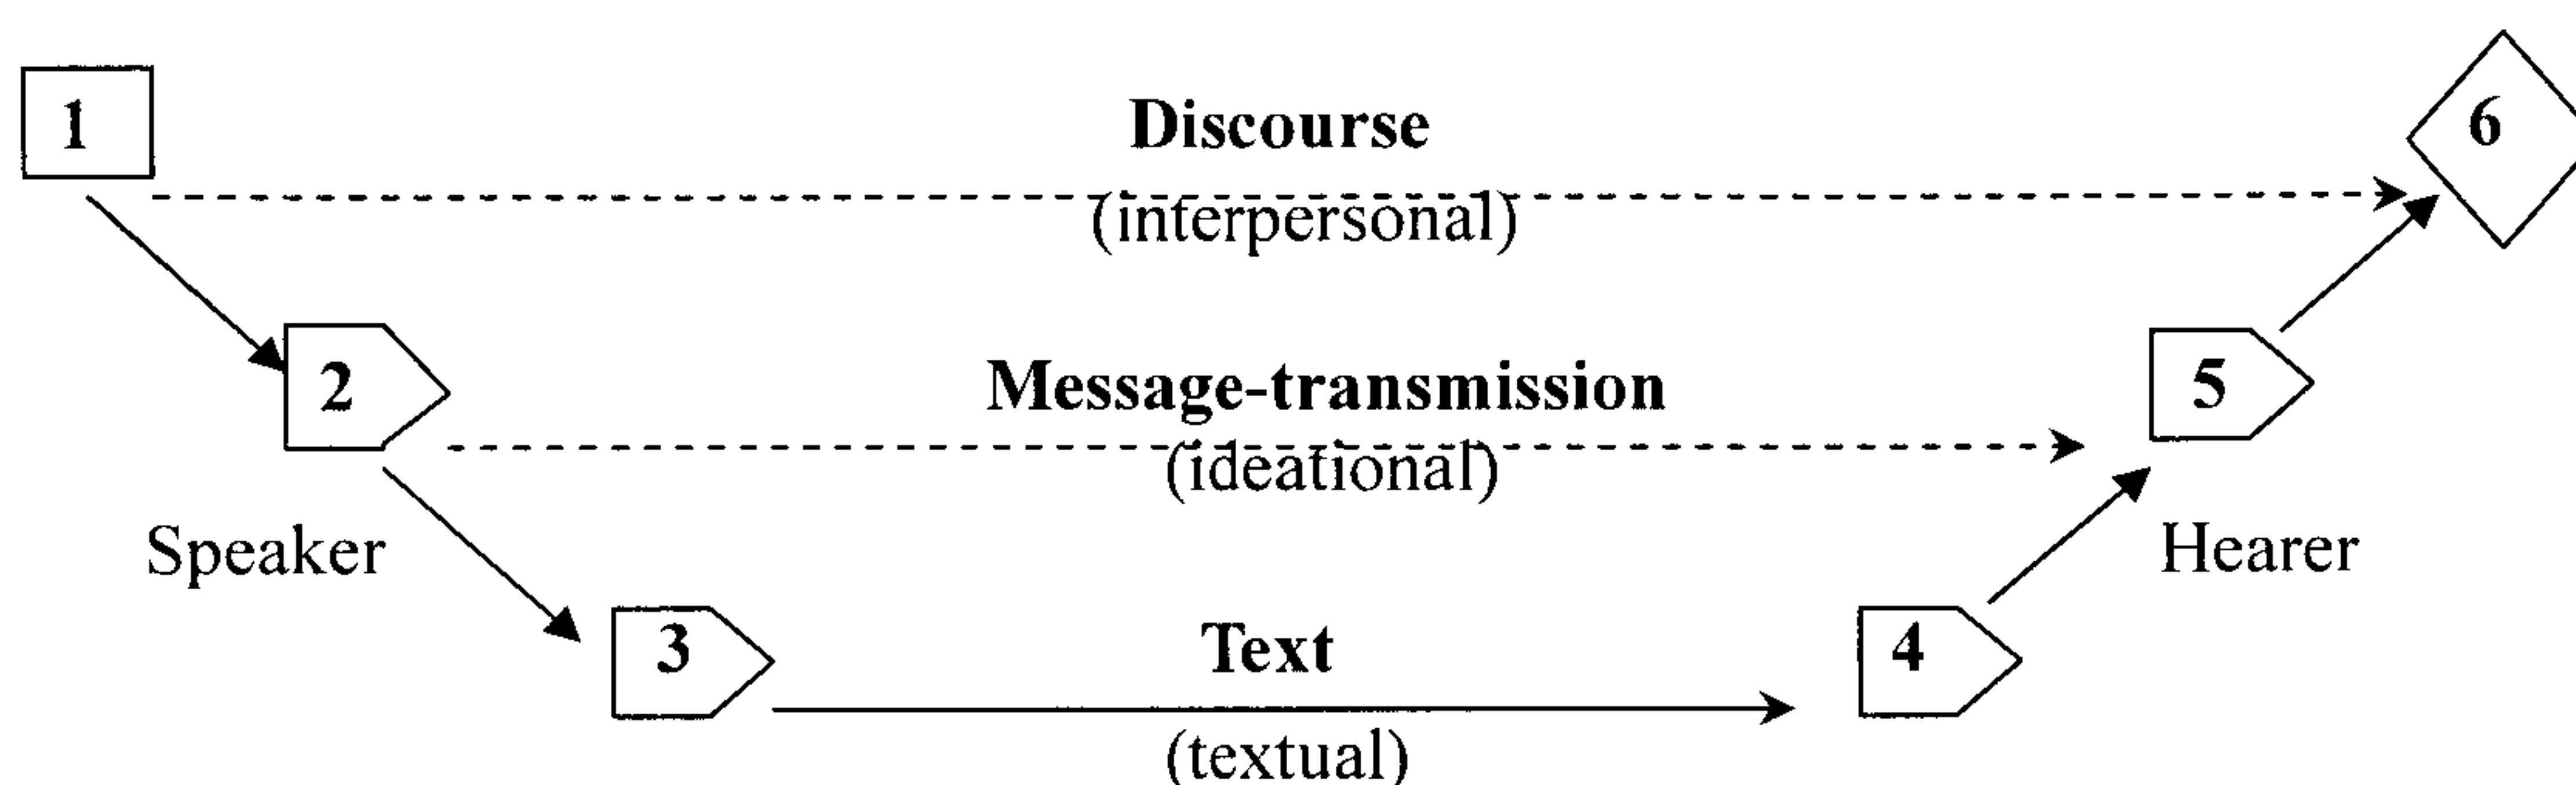 1
Discourse
6
(interpersonal)
2
Message-transmission
5
(ideational)
Speaker
Hearer
3
Text
4
(textual)